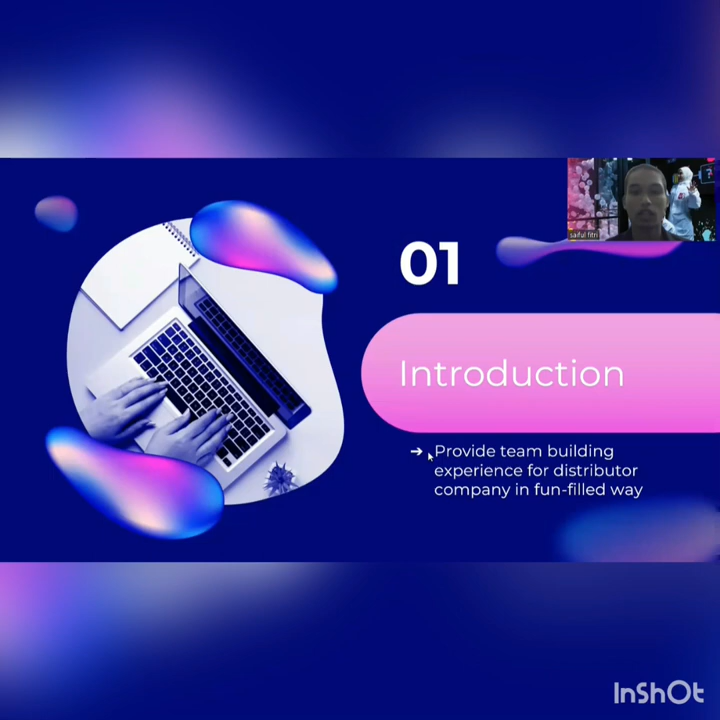 saiful fitri
01
Introduction
➔ Provide team building
experience for distributor
company in fun-filled way
InShOt